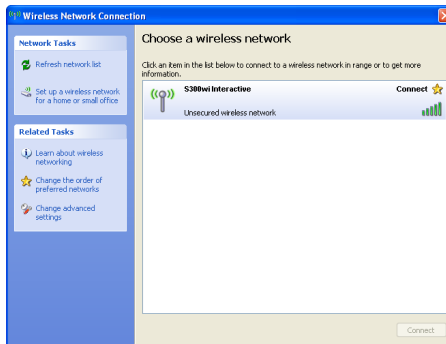 Wireless Network Connection
Network Tasks
Refresh network list
Set up a wireless network
for a home or small office
Related Tasks
Learn about wireless
networking
Change the order of
preferred networks
Change advanced
settings
Choose a wireless network
Click an item in the list below to connect to a wireless network in range or to get more
information.
S300wi Interactive Connect
Unsecured wireless network
Connect